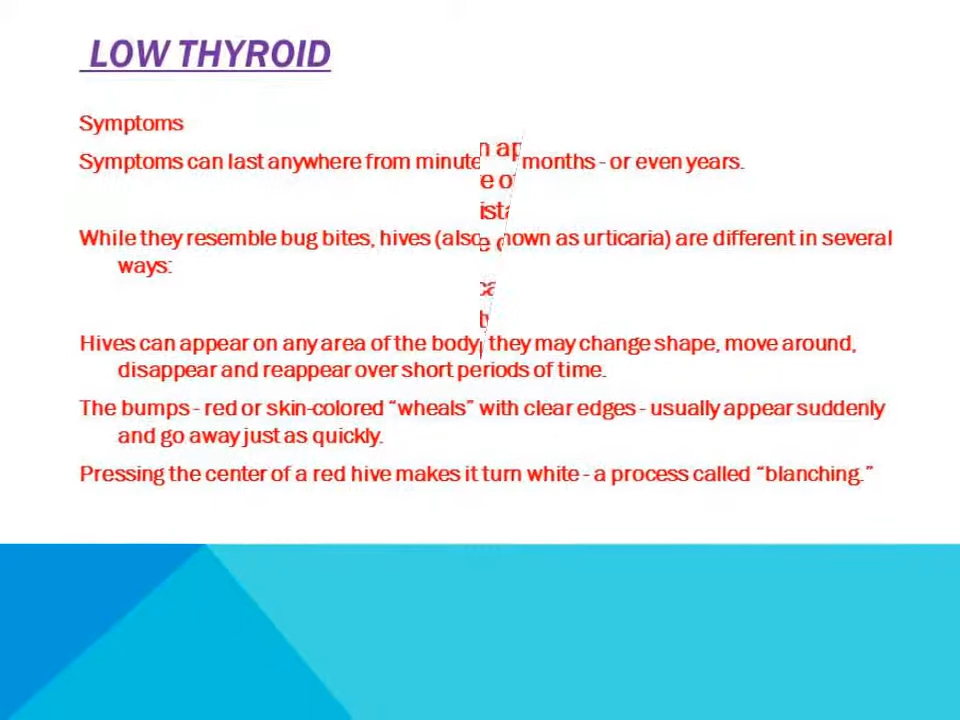 LOW THYROID
Symptoms
Symptoms can last anywhere from minute months - or even years.
While they resemble bug bites, hives (also nown as urticaria) are different in several
ways:
Hives can appear on any area of the body; they may change shape, move around,
disappear and reappear over short periods of time.
The bumps - red or skin-colored “wheals” with clear edges - usually appear suddenly
and go away just as quickly.
Pressing the center of a red hive makes it turn white - a process called “blanching.”